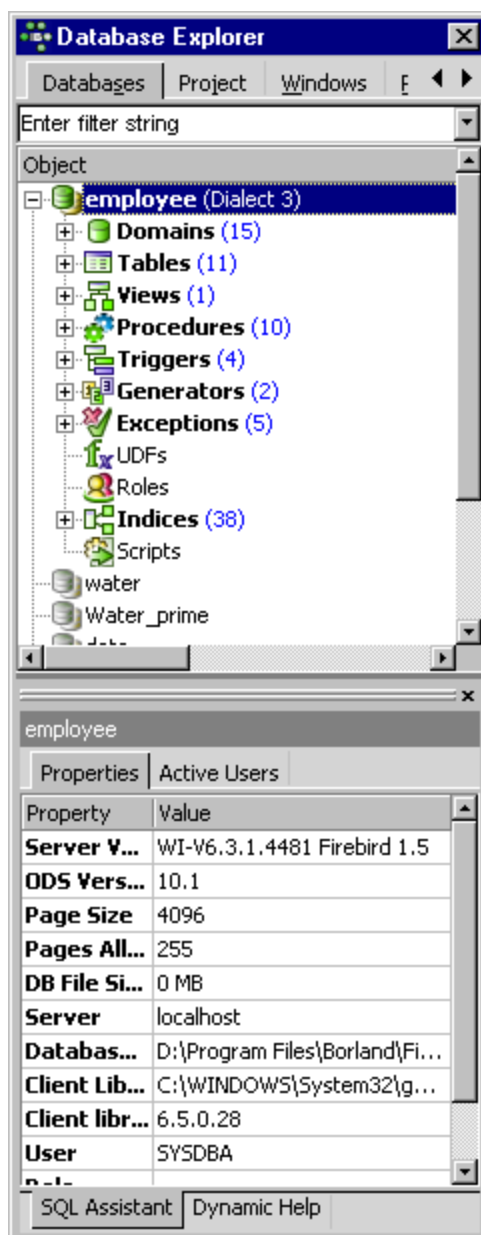 Database Explorer
Databases Project Windows
Enter filter string
Object
employee (Dialect 3)
Domains (15)
Tables (11)
Views (1)
Procedures (10)
Triggers (4)
Generators (2)
Exceptions (5)
UDFs
Roles
Indices (38)
Scripts
water
Water_prime
employee
Properties Active Users
Property Value
Server V... WI-V6.3.1.4481 Firebird 1.5
ODS Vers... 10.1
Page Size 4096
Pages All... 255
DB File Si... 0 MB
Server localhost
Databas... D:\Program Files\Borland\Fi...
Client Lib... C:\WINDOWS\System32\g...
Client libr... 6.5.0.28
User SYSDBA
SQL Assistant Dynamic Help